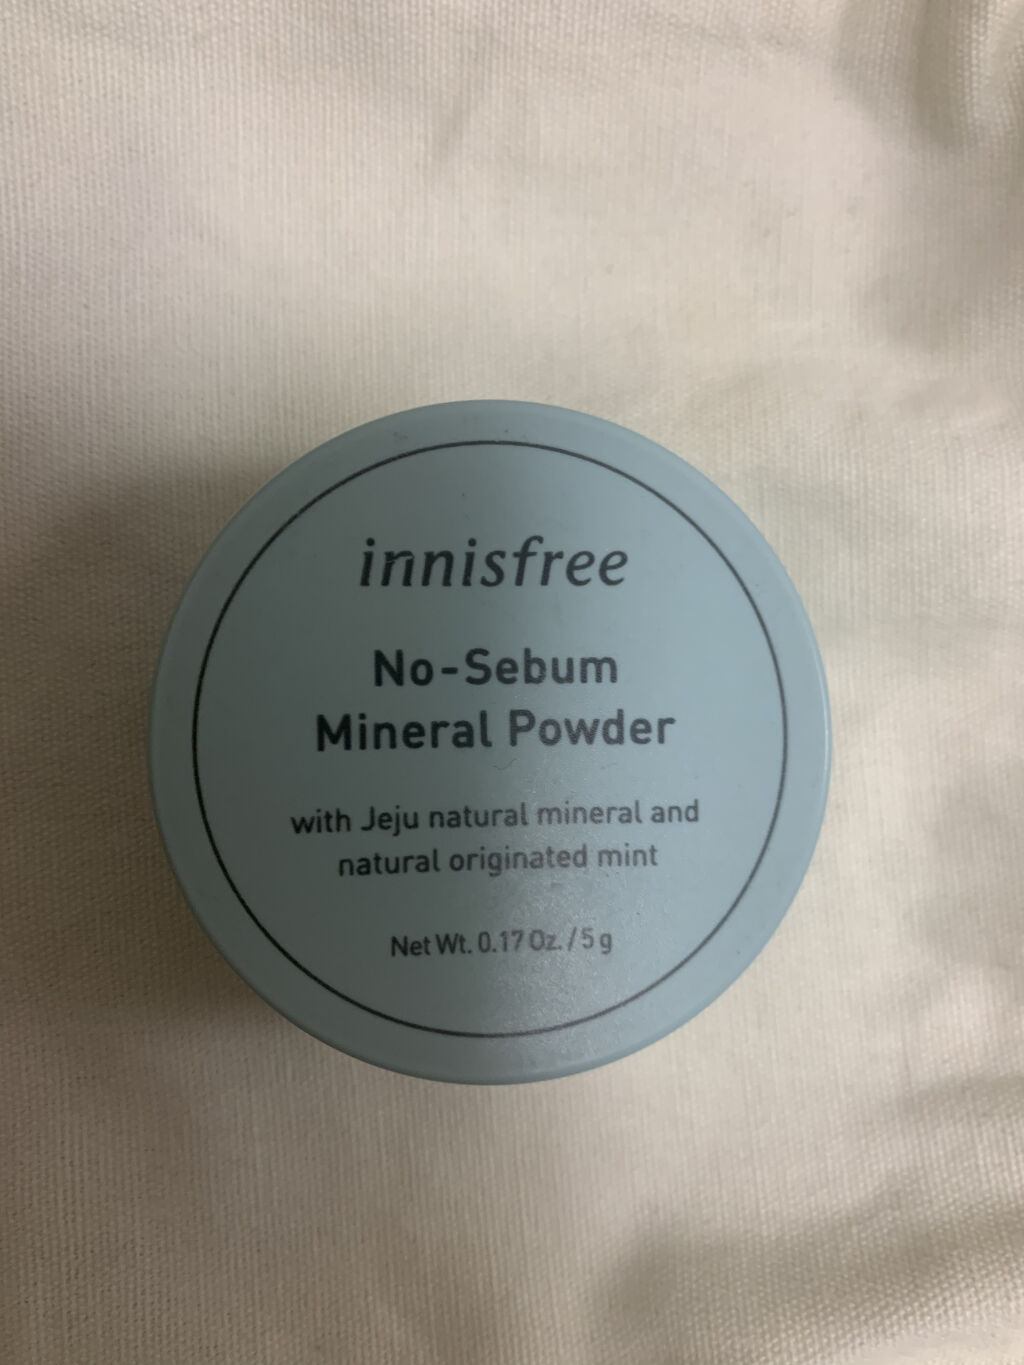 innisfree
No-Sebum
Mineral Powder
with Jeju natural mineral and
natural originated mint
Net Wt. 0.17 Oz. / 5 g